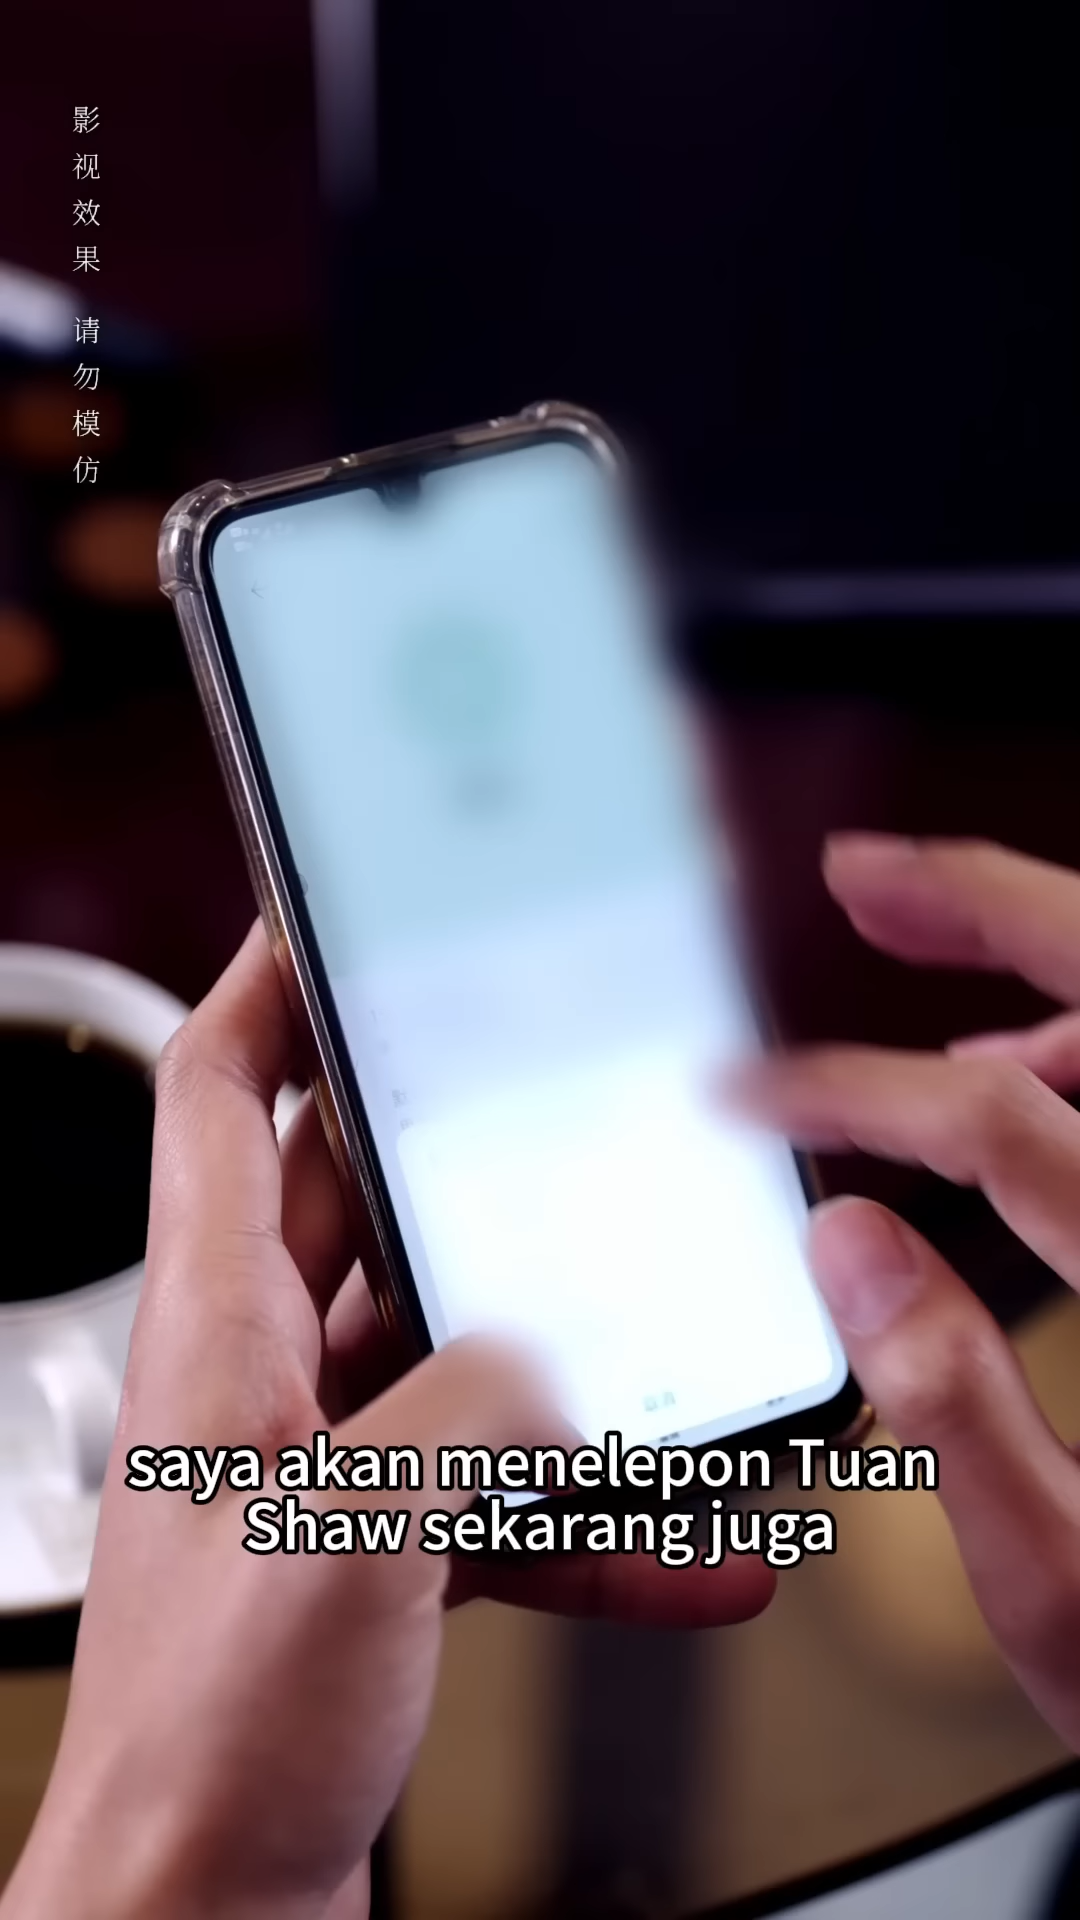 影视效果 请勿模仿
saya akan menelepon Tuan
Shaw sekarang juga